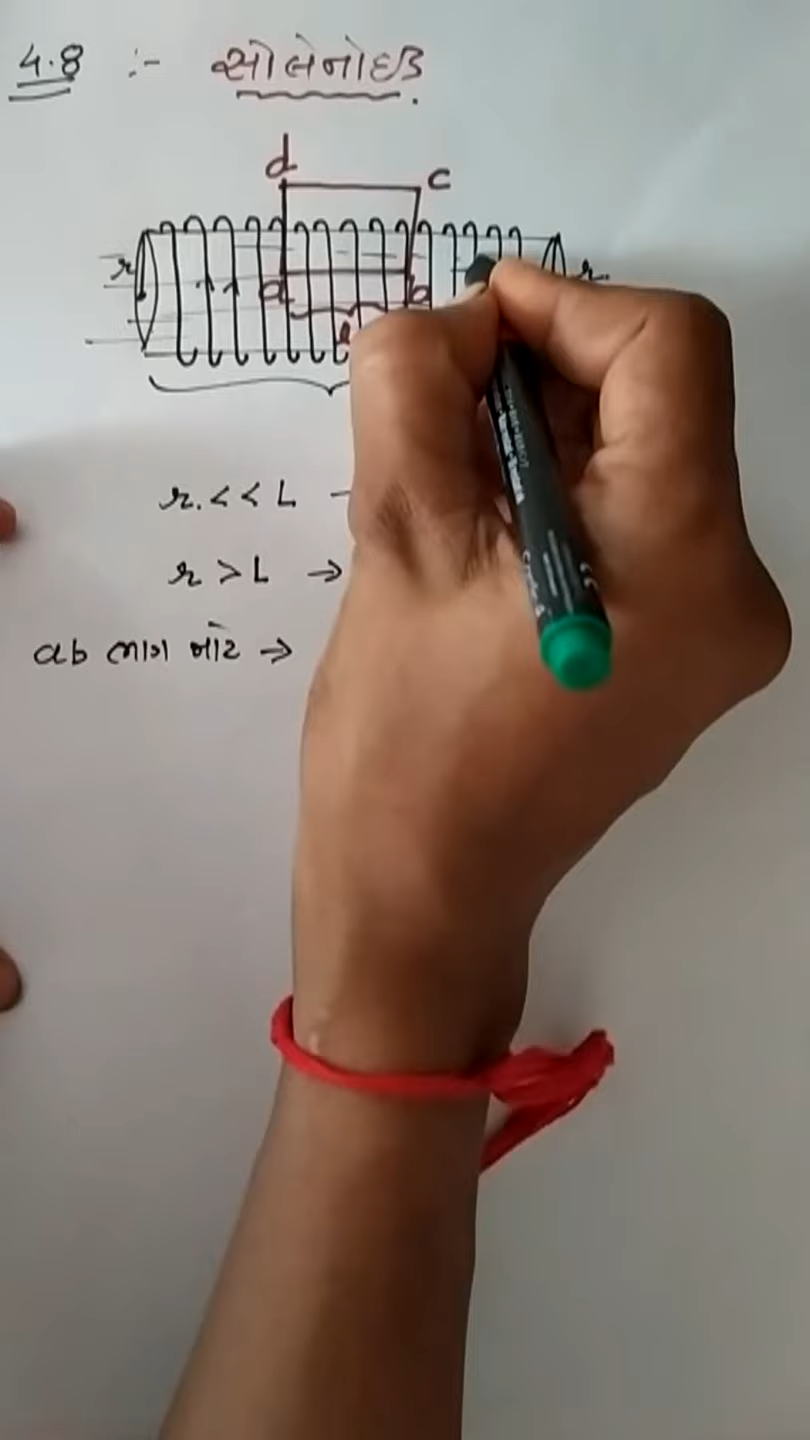 4.8 :- સોલેનોઇડ.
d c
r r
a b
l
r << L
r > L →
ab ભાગ માટે →